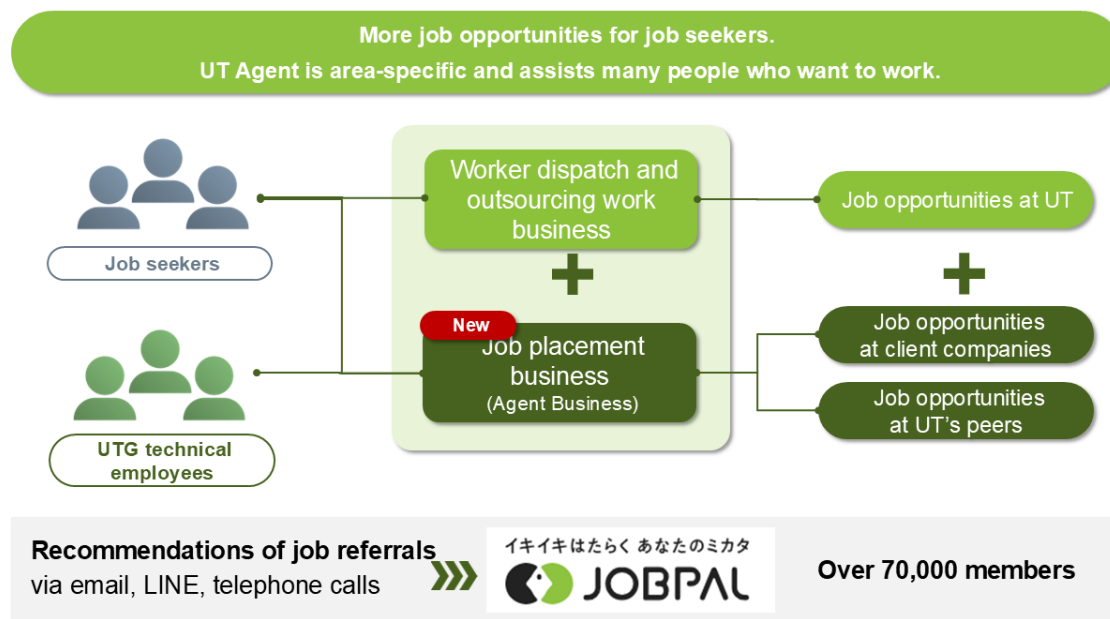 More job opportunities for job seekers.
UT Agent is area-specific and assists many people who want to work.
Job seekers
UTG technical
employees
Worker dispatch and
outsourcing work
business
New
Job placement
business
(Agent Business)
Job opportunities at UT
Job opportunities
at client companies
Job opportunities
at UT’s peers
Recommendations of job referrals
via email, LINE, telephone calls
イキイキはたらく あなたのミカタ
JOBPAL
Over 70,000 members